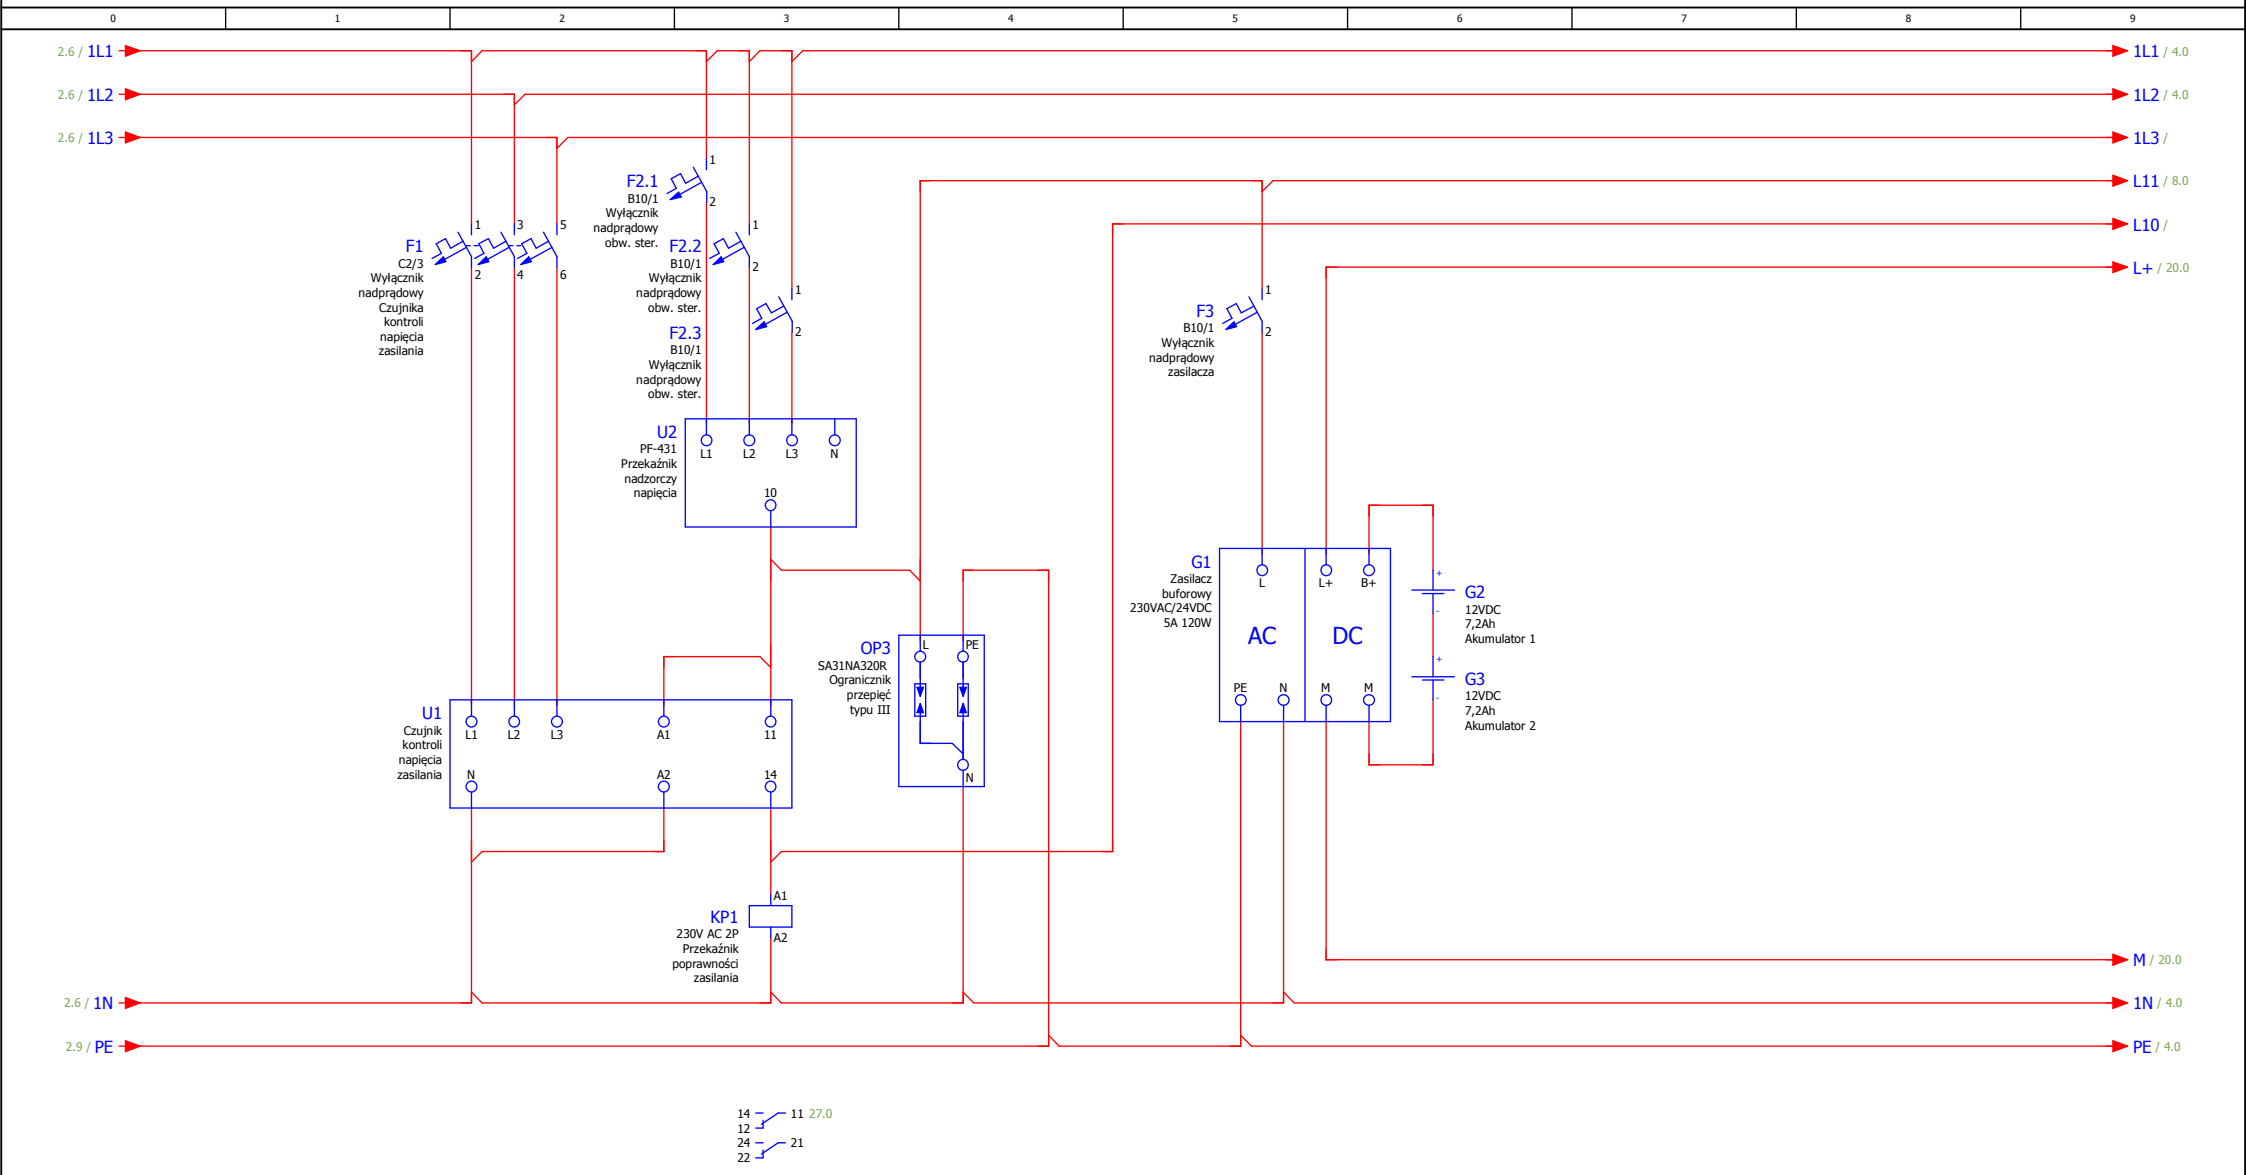 0 1 2 3 4 5 6 7 8 9
2.6 / 1L1
1L1 / 4.0
2.6 / 1L2
1L2 / 4.0
2.6 / 1L3
1L3 /
L11 / 8.0
L10 /
L+ / 20.0
F1
C2/3
Wyłącznik
nadprądowy
Czujnika
kontroli
napięcia
zasilania
1 3 5
2 4 6
F2.1
B10/1
Wyłącznik
nadprądowy
obw. ster.
1
2
F2.2
B10/1
Wyłącznik
nadprądowy
obw. ster.
1
2
F2.3
B10/1
Wyłącznik
nadprądowy
obw. ster.
1
2
F3
B10/1
Wyłącznik
nadprądowy
zasilacza
1
2
U2
PF-431
Przekaźnik
nadzorczy
napięcia
L1 L2 L3 N
10
G1
Zasilacz
buforowy
230VAC/24VDC
5A 120W
L L+ B+
AC DC
PE N M M
+
-
G2
12VDC
7,2Ah
Akumulator 1
+
-
G3
12VDC
7,2Ah
Akumulator 2
OP3
SA31NA320R
Ogranicznik
przepięć
typu III
L PE
N
U1
Czujnik
kontroli
napięcia
zasilania
L1 L2 L3 A1 11
N A2 14
KP1
230V AC 2P
Przekaźnik
poprawności
zasilania
A1
A2
M / 20.0
2.6 / 1N
1N / 4.0
2.9 / PE
PE / 4.0
14 11 27.0
12
24 21
22